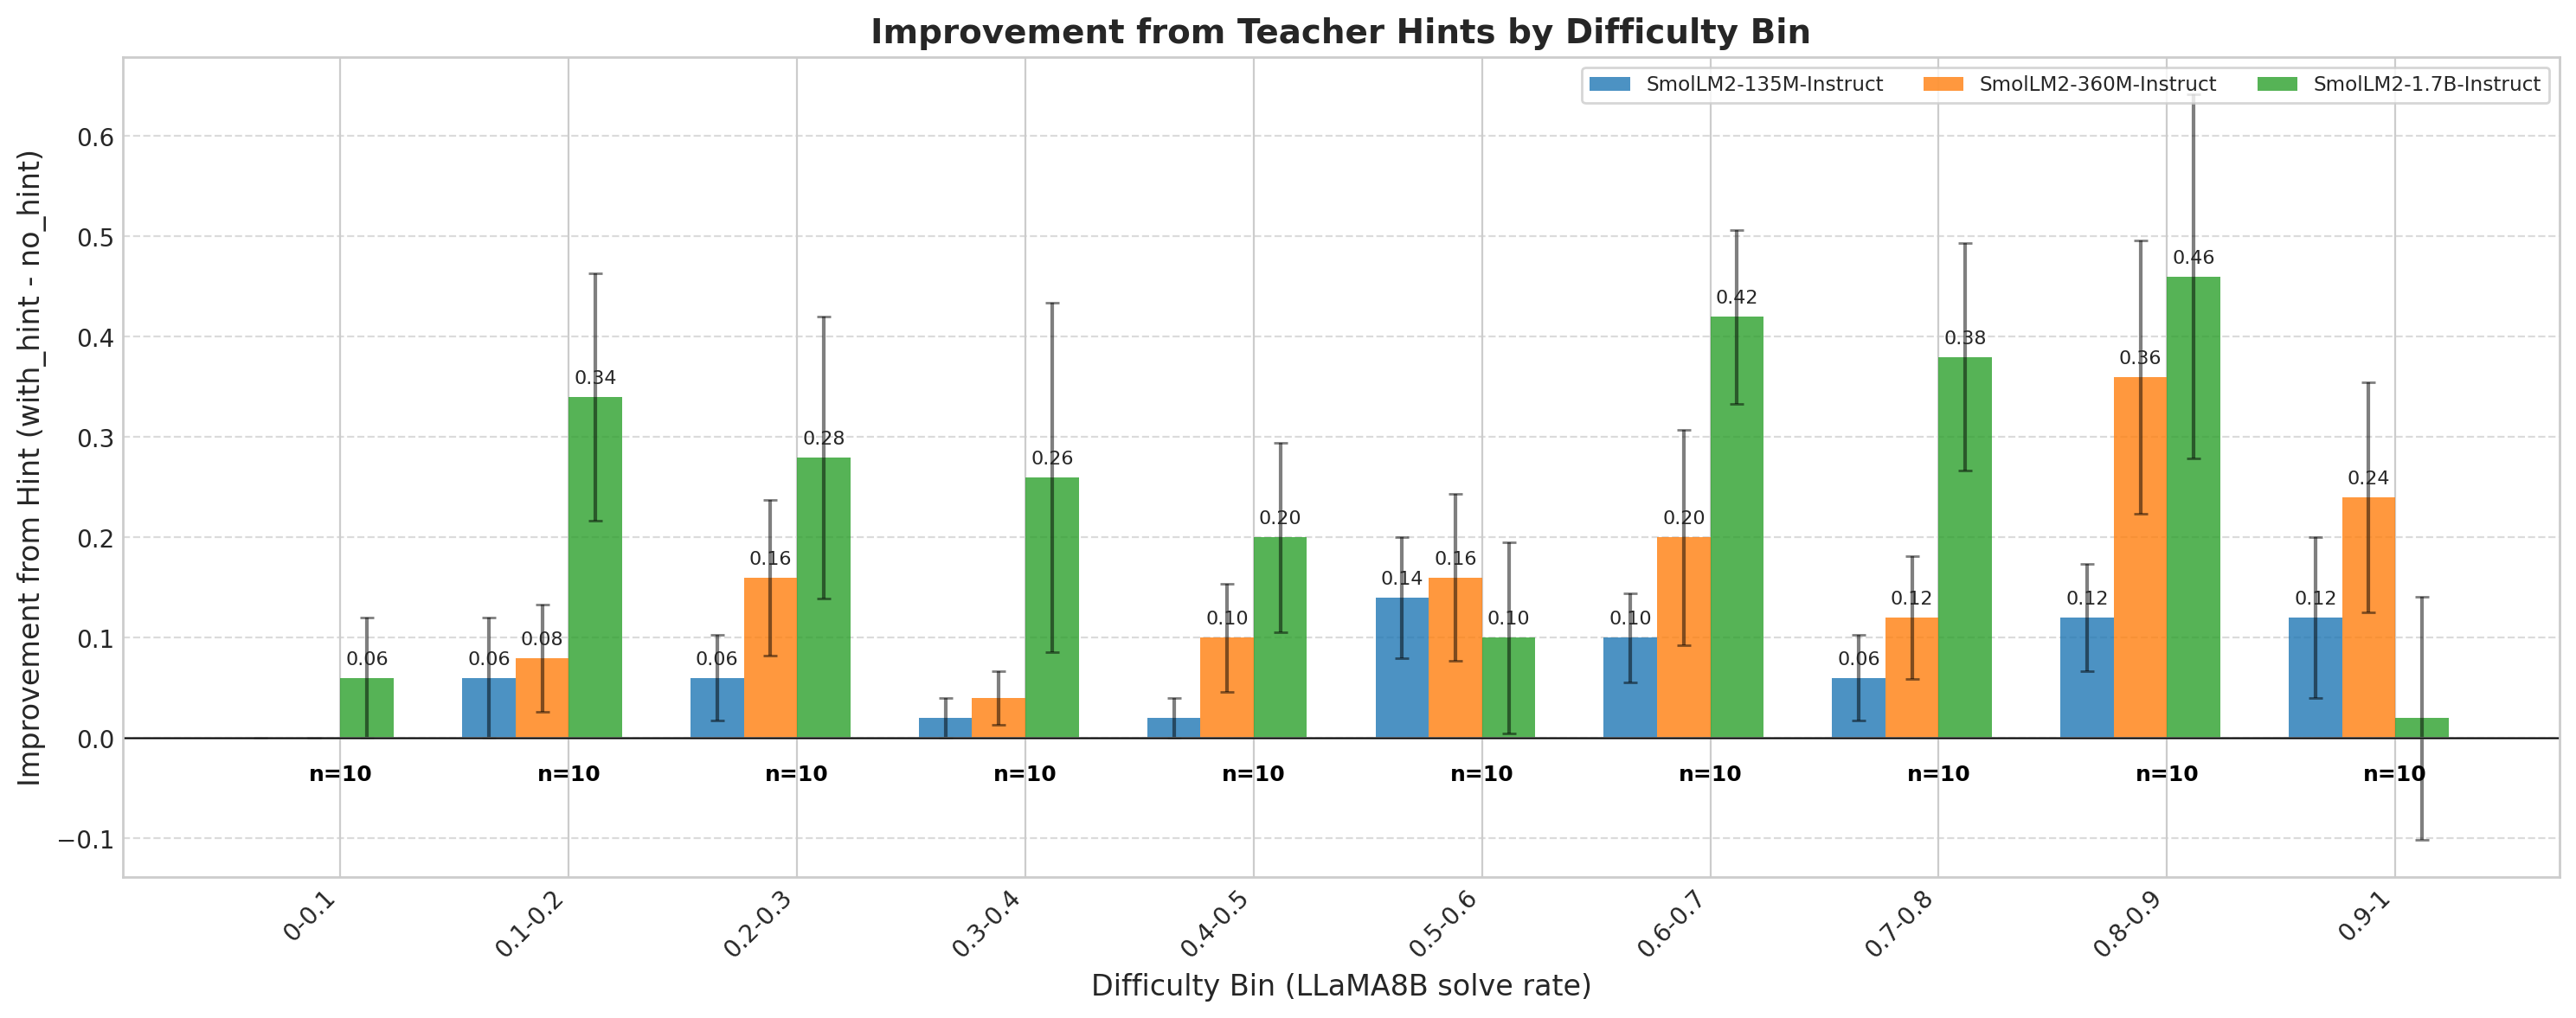 Improvement from Teacher Hints by Difficulty Bin
SmolLM2-135M-Instruct SmolLM2-360M-Instruct SmolLM2-1.7B-Instruct
Improvement from Hint (with_hint - no_hint)
0.6
0.5
0.4
0.3
0.2
0.1
0.0
−0.1
0.06
0.06 0.08 0.34
0.06 0.16 0.28
0.26
0.10 0.20
0.14 0.16 0.10
0.10 0.20 0.42
0.06 0.12 0.38
0.12 0.36 0.46
0.12 0.24
n=10 n=10 n=10 n=10 n=10 n=10 n=10 n=10 n=10 n=10
0-0.1 0.1-0.2 0.2-0.3 0.3-0.4 0.4-0.5 0.5-0.6 0.6-0.7 0.7-0.8 0.8-0.9 0.9-1
Difficulty Bin (LLaMA8B solve rate)